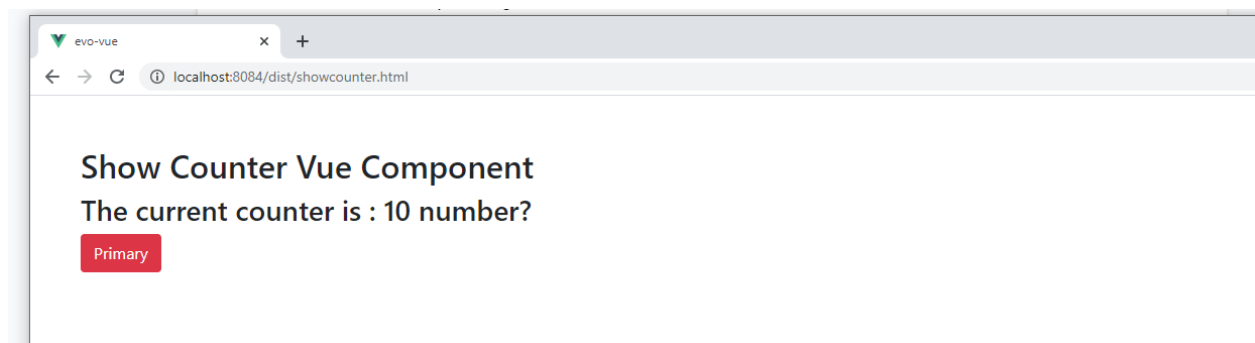 evo-vue
localhost:8084/dist/showcounter.html
Show Counter Vue Component
The current counter is : 10 number?
Primary